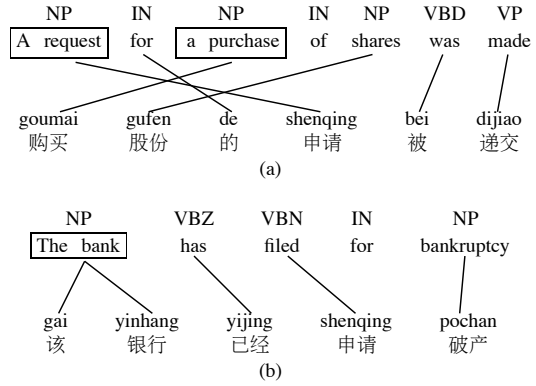 NP IN NP IN NP VBD VP
A request for a purchase of shares was made
goumai gufen de shenqing bei dijiao
购买 股份 的 申请 被 递交
(a)
NP VBZ VBN IN NP
The bank has filed for bankruptcy
gai yinhang yijing shenqing pochan
该 银行 已经 申请 破产
(b)